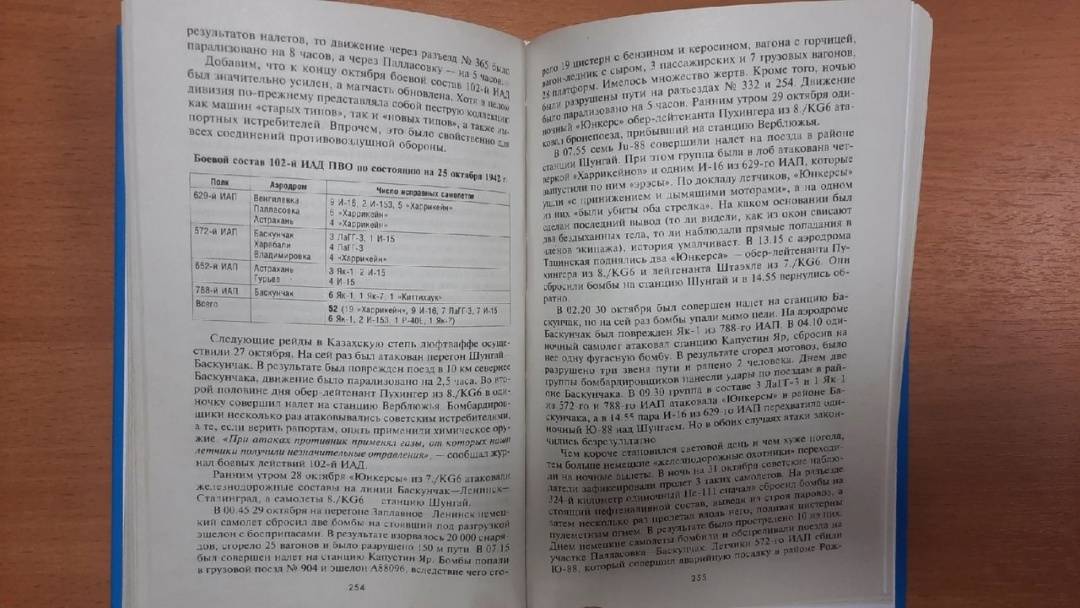 результатов налетов, то движение через разъезд № 365 было
парализовано на 8 часов, а через Палласовку — на 5 часов.
Добавим, что к концу октября боевой состав 102-й ИАД
был значительно усилен, а матчасть обновлена. Хотя в целом
дивизия по-прежнему представляла собой пеструю коллекцию
как машин «старых типов», так и «новых типов», а также им-
портных истребителей. Впрочем, это было свойственно для
всех соединений противовоздушной обороны.
Боевой состав 102-й ИАД ПВО по состоянию на 25 октября 1942 г.
Полк Аэродром Число исправных самолетов
629-й ИАП Венгиловка 9 И-16, 2 И-153, 5 «Харрикейн»
Палласовка 6 «Харрикейн»
Астрахань 4 «Харрикейн»
572-й ИАП Баскунчак 3 ЛаГГ-3, 1 И-15
Харабали 4 ЛаГГ-3
Владимировка 4 «Харрикейн»
652-й ИАП Астрахань 3 Як-1, 2 И-15
Гурьев 4 И-15
788-й ИАП Баскунчак 6 Як-1, 1 Як-7, 1 «Киттихаук»
Всего 52 (19 «Харрикейн», 9 И-16, 7 ЛаГГ-3, 7 И-15
6 Як-1, 2 И-153, 1 Р-40Е, 1 Як-7)
Следующие рейды в Казахскую степь люфтваффе осущес-
твили 27 октября. На сей раз был атакован перегон Шунгай–
Баскунчак. В результате был поврежден поезд в 10 км севернее
Баскунчака, движение было парализовано на 2,5 часа. Во вто-
рой половине дня обер-лейтенант Пухингер из 8./KG6 в оди-
ночку совершил налет на станцию Верблюжья. Бомбардиров-
щики несколько раз атаковывались советским истребителями,
а те, если верить рапортам, опять применили химическое ору-
жие. «При атаках противник применял газы, от которых наши
летчики получили незначительные отравления», — сообщал жур-
нал боевых действий 102-й ИАД.
Ранним утром 28 октября «Юнкерсы» из 7./KG6 атаковали
железнодорожные составы на линии Баскунчак—Ленинск—
Сталинград, а самолеты 8./KG6 станцию Шунгай.
В 00.45 29 октября на перегоне Заплавное Ленинск немец-
кий самолет сбросил две бомбы на стоявший под разгрузкой
эшелон с боеприпасами. В результате взорвалось 20 000 снаря-
дов, сгорело 25 вагонов и было разрушено 150 м пути. В 07.15
был совершен налет на станцию Капустин Яр. Бомбы попали
в грузовой поезд № 904 и эшелон А88096, вследствие чего сго-
254
рело 19 цистерн с бензином и керосином, вагона с горчицей,
вагон-ледник с сыром, 3 пассажирских и 7 грузовых вагонов,
28 платформ. Имелось множество жертв. Кроме того, ночью
были разрушены пути на разъездах № 332 и 254. Движение
было парализовано на 5 часов. Ранним утром 29 октября оди-
ночный «Юнкерс» обер-лейтенанта Пухингера из 8./KG6 ата-
ковал бронепоезд, прибывший на станцию Верблюжья.
В 07.55 семь Ju-88 совершили налет на поезда в районе
станции Шунгай. При этом группа была в лоб атакована чет-
веркой «Харрикейнов» и одним И-16 из 629-го ИАП, которые
выпустили по ним «эрэсы». По докладу летчиков, «Юнкерсы»
ушли «с принижением и дымящими моторами», а на одном
из них «были убиты оба стрелка». На каком основании был
сделан последний вывод (то ли видели, как из окон свисают
два бездыханных тела, то ли наблюдали прямые попадания в
членов экипажа), история умалчивает. В 13.15 с аэродрома
Тацинская поднялись два «Юнкерса» — обер-лейтенанта Пу-
хингера из 8./KG6 и лейтенанта Штаэхле из 7./KG6. Они
сбросили бомбы на станцию Шунгай и в 14.55 вернулись об-
ратно.
В 02.20 30 октября был совершен налет на станцию Ба-
скунчак, но на сей раз бомбы упали мимо цели. На аэродроме
Баскунчак был поврежден Як-1 из 788-го ИАП. В 04.10 оди-
ночный самолет атаковал станцию Капустин Яр, сбросив на
нее одну фугасную бомбу. В результате сгорел мотовоз, было
разрушено три звена пути и ранено 2 человека. Днем две
группы бомбардировщиков нанесли удары по поездам в рай-
оне Баскунчака. В 09.30 группа в составе 3 ЛаГГ-3 и 1 Як-1
из 572-го и 788-го ИАП атаковала «Юнкерсы» в районе Ба-
скунчака, а в 14.55 пара И-16 из 629-го ИАП перехватила оди-
ночный Ю-88 над Шунгаем. Но в обоих случаях атаки закон-
чились безрезультатно.
Чем короче становился световой день и чем хуже погода,
тем больше немецкие «железнодорожные охотники» переходи-
ли на ночные вылеты. В ночь на 31 октября советские наблю-
датели зафиксировали пролет 3 таких самолетов. На разъезде
324-й километр одиночный Не-111 сначала сбросил бомбы на
стоящий нефтеналивной состав, выведя из строя паровоз, а
затем несколько раз пролетал вдоль него, поливая цистерны
пулеметным огнем. В результате было прострелено 10 из них.
Днем немецкие самолеты бомбили и обстреливали поезда на
участке Палласовка Баскунчак. Летчики 572-го ИАП сбили
Ю-88, который совершил аварийную посадку в районе Рож-
255